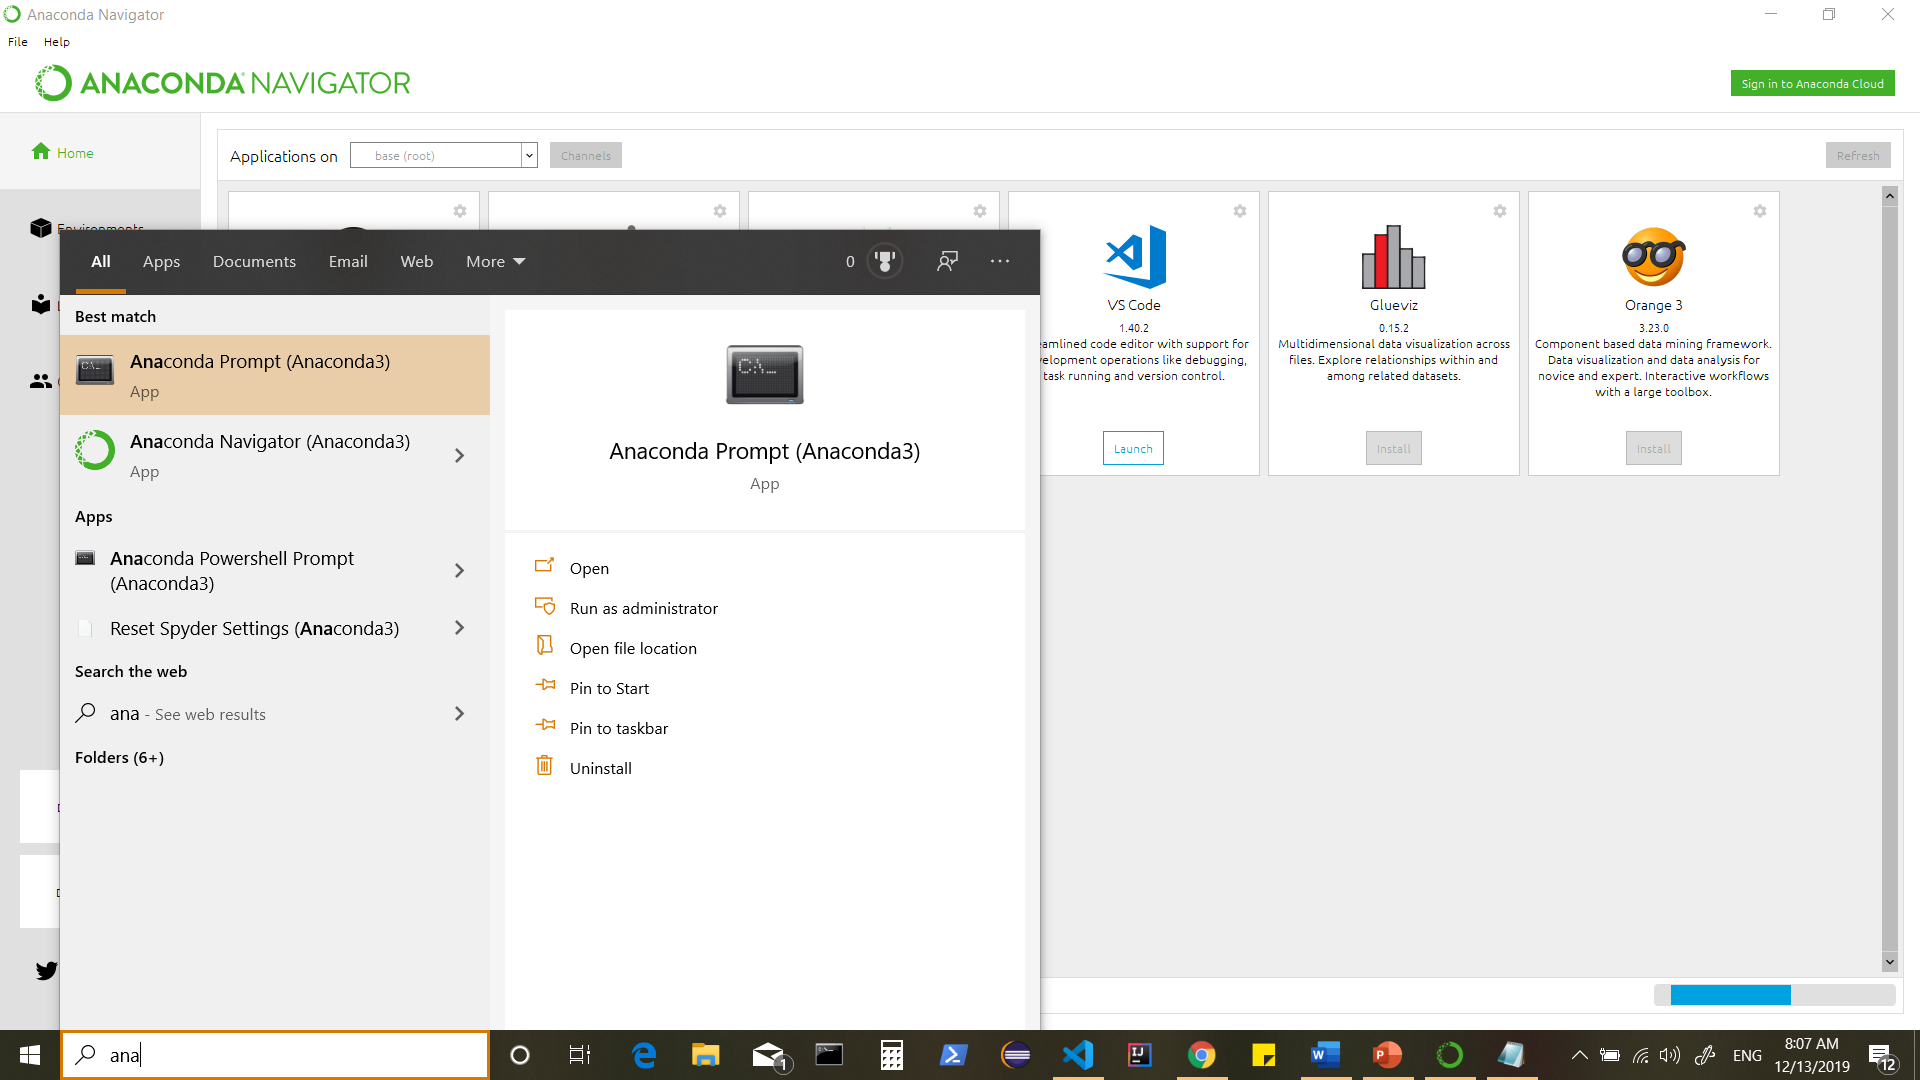 Anaconda Navigator
File Help
ANACONDA NAVIGATOR
Sign in to Anaconda Cloud
Home
Applications on base (root) Channels Refresh
Environments
All Apps Documents Email Web More 0
Best match
Anaconda Prompt (Anaconda3)
App
Anaconda Navigator (Anaconda3)
App
Apps
Anaconda Powershell Prompt
(Anaconda3)
Reset Spyder Settings (Anaconda3)
Search the web
ana - See web results
Folders (6+)
Anaconda Prompt (Anaconda3)
App
Open
Run as administrator
Open file location
Pin to Start
Pin to taskbar
Uninstall
VS Code
1.40.2
code editor with support for
operations like debugging,
task running and version control.
Launch
Glueviz
0.15.2
Multidimensional data visualization across
files. Explore relationships within and
among related datasets.
Install
Orange 3
3.23.0
Component based data mining framework.
Data visualization and data analysis for
novice and expert. Interactive workflows
with a large toolbox.
Install
ana
1
ENG
8:07 AM
12/13/2019
12